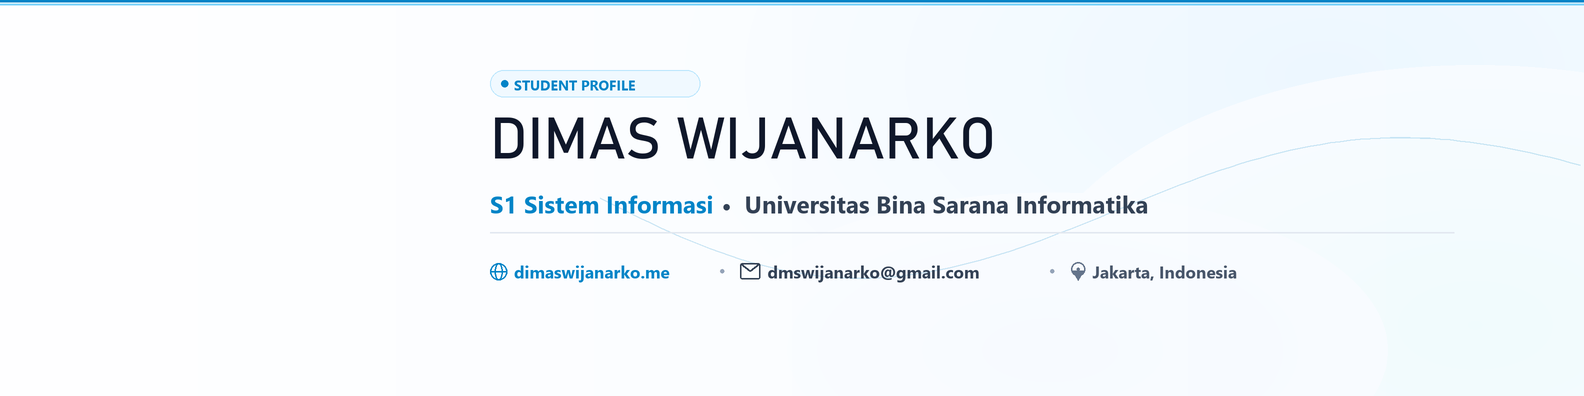 STUDENT PROFILE
DIMAS WIJANARKO
S1 Sistem Informasi • Universitas Bina Sarana Informatika
dimaswijanarko.me • dmswijanarko@gmail.com • Jakarta, Indonesia